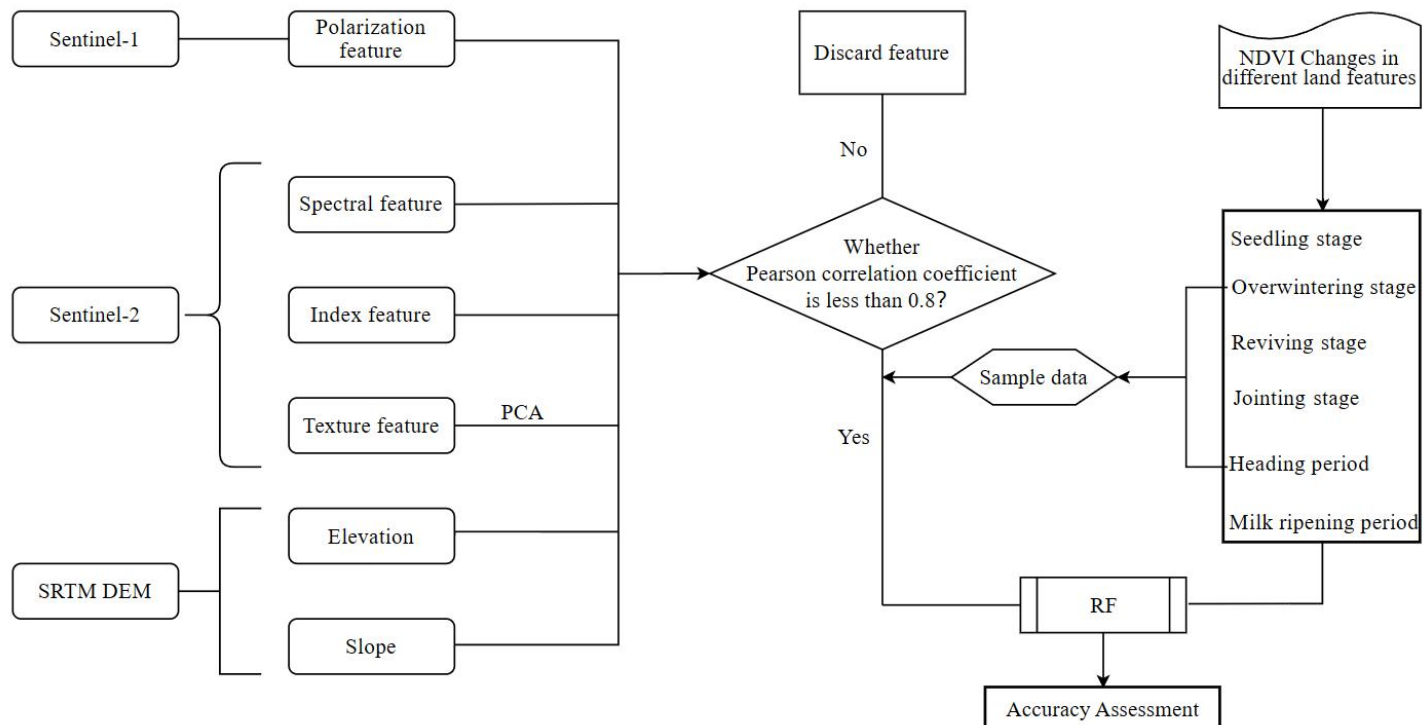 Sentinel-1
Polarization
feature
Sentinel-2
Spectral feature
Index feature
Texture feature
PCA
SRTM DEM
Elevation
Slope
Discard feature
No
Whether
Pearson correlation coefficient
is less than 0.8?
Yes
Sample data
NDVI Changes in
different land features
Seedling stage
Overwintering stage
Reviving stage
Jointing stage
Heading period
Milk ripening period
RF
Accuracy Assessment